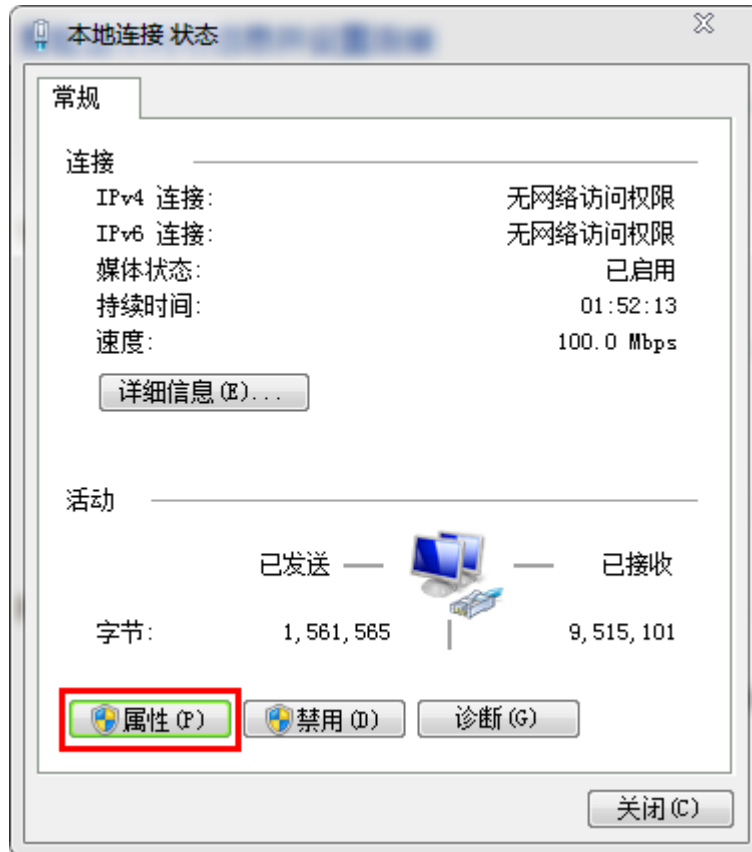 本地连接 状态
常规
连接
IPv4 连接: 无网络访问权限
IPv6 连接: 无网络访问权限
媒体状态: 已启用
持续时间: 01:52:13
速度: 100.0 Mbps
详细信息(E)...
活动
已发送 — — 已接收
字节: 1,561,565 | 9,515,101
属性(P) 禁用(D) 诊断(G)
关闭(C)